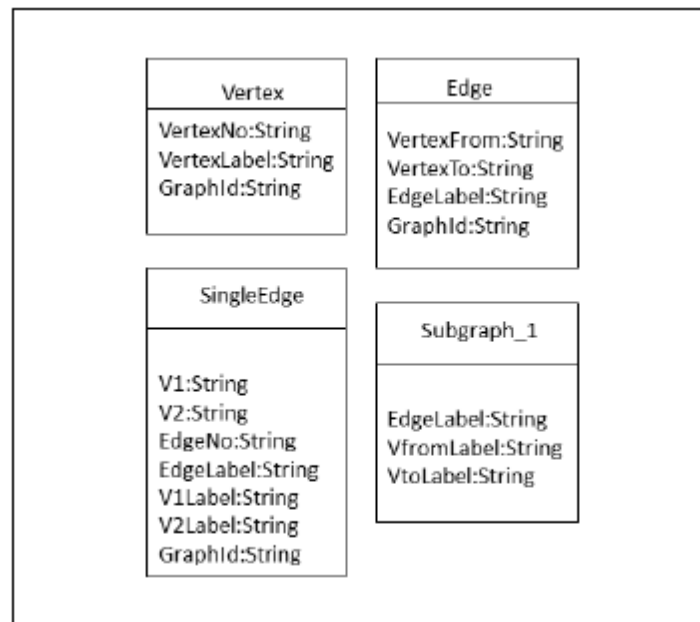 Vertex
VertexNo:String
VertexLabel:String
GraphId:String
Edge
VertexFrom:String
VertexTo:String
EdgeLabel:String
GraphId:String
SingleEdge
V1:String
V2:String
EdgeNo:String
EdgeLabel:String
V1Label:String
V2Label:String
GraphId:String
Subgraph_1
EdgeLabel:String
VfromLabel:String
VtoLabel:String